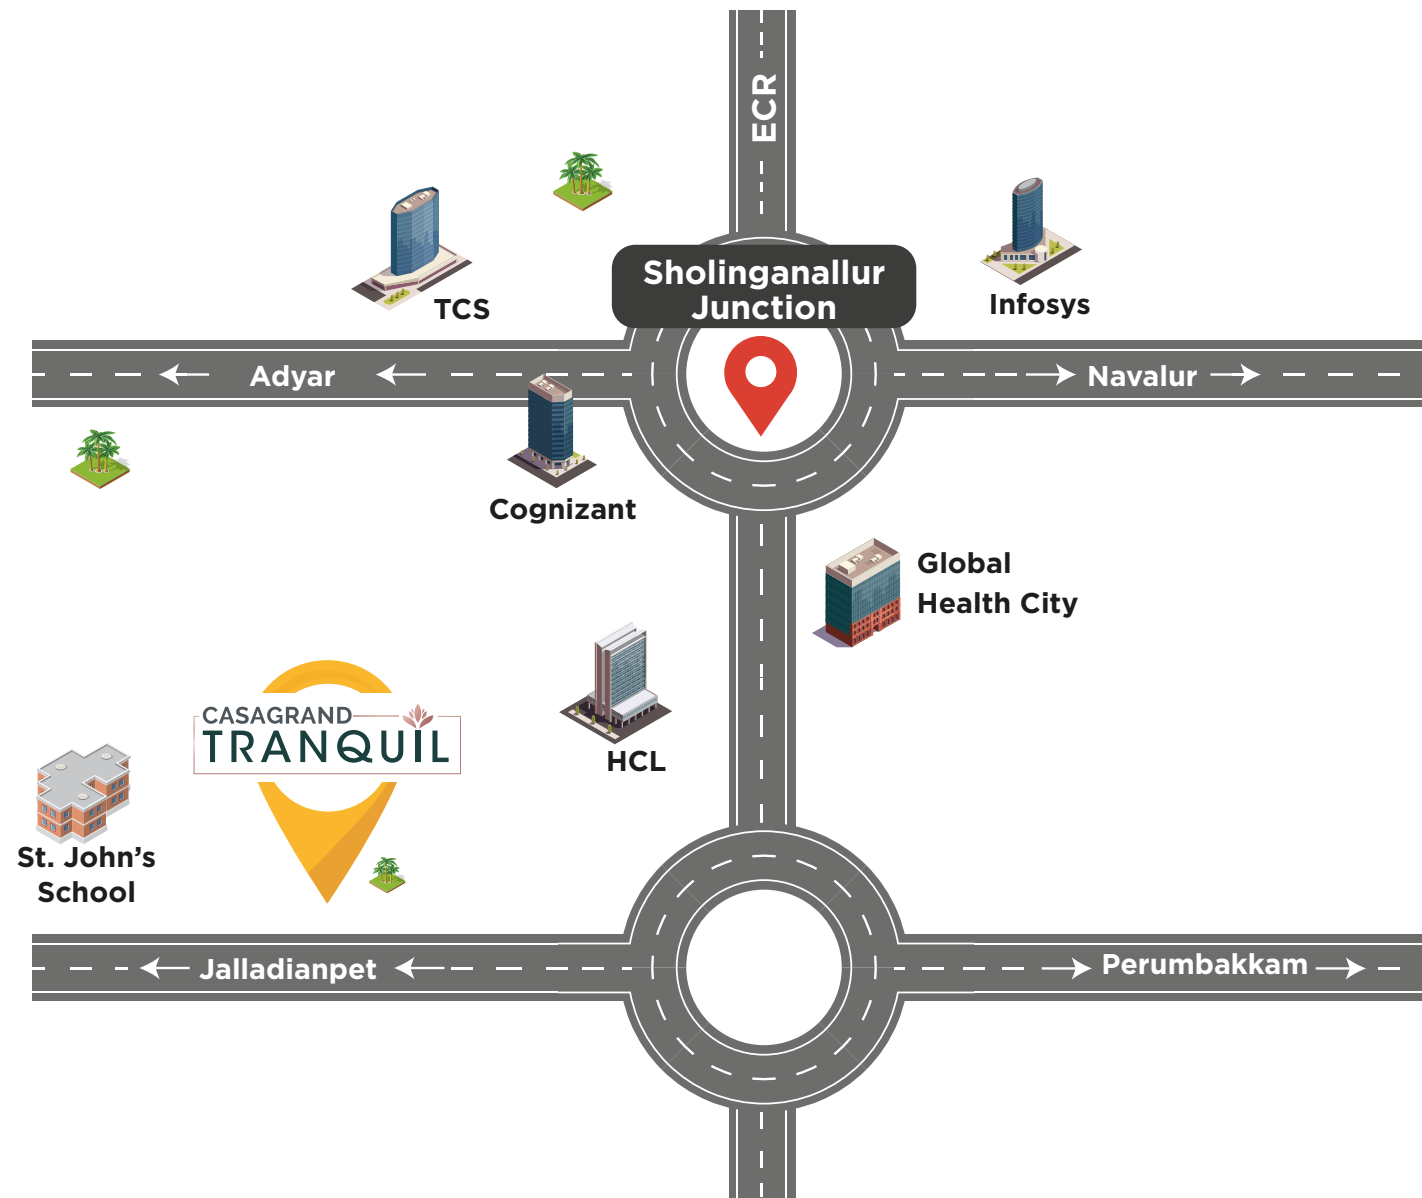 ECR
Sholinganallur
Junction
TCS
Infosys
Adyar
Navalur
Cognizant
Global
Health City
CASAGRAND
TRANQUIL
HCL
St. John’s
School
Jalladianpet
Perumbakkam